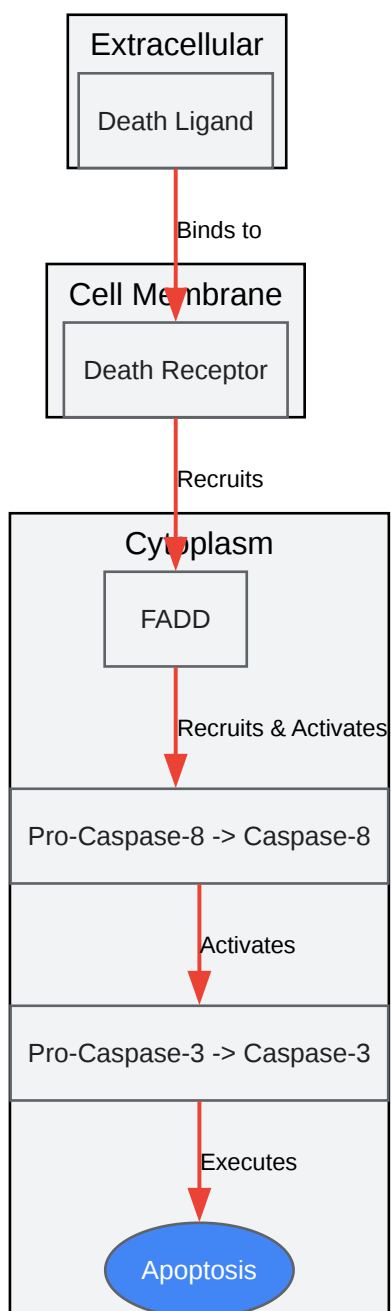 Extracellular
Death Ligand
Binds to
Cell Membrane
Death Receptor
Recruits
Cytoplasm
FADD
Recruits & Activates
Pro-Caspase-8 -> Caspase-8
Activates
Pro-Caspase-3 -> Caspase-3
Executes
Apoptosis